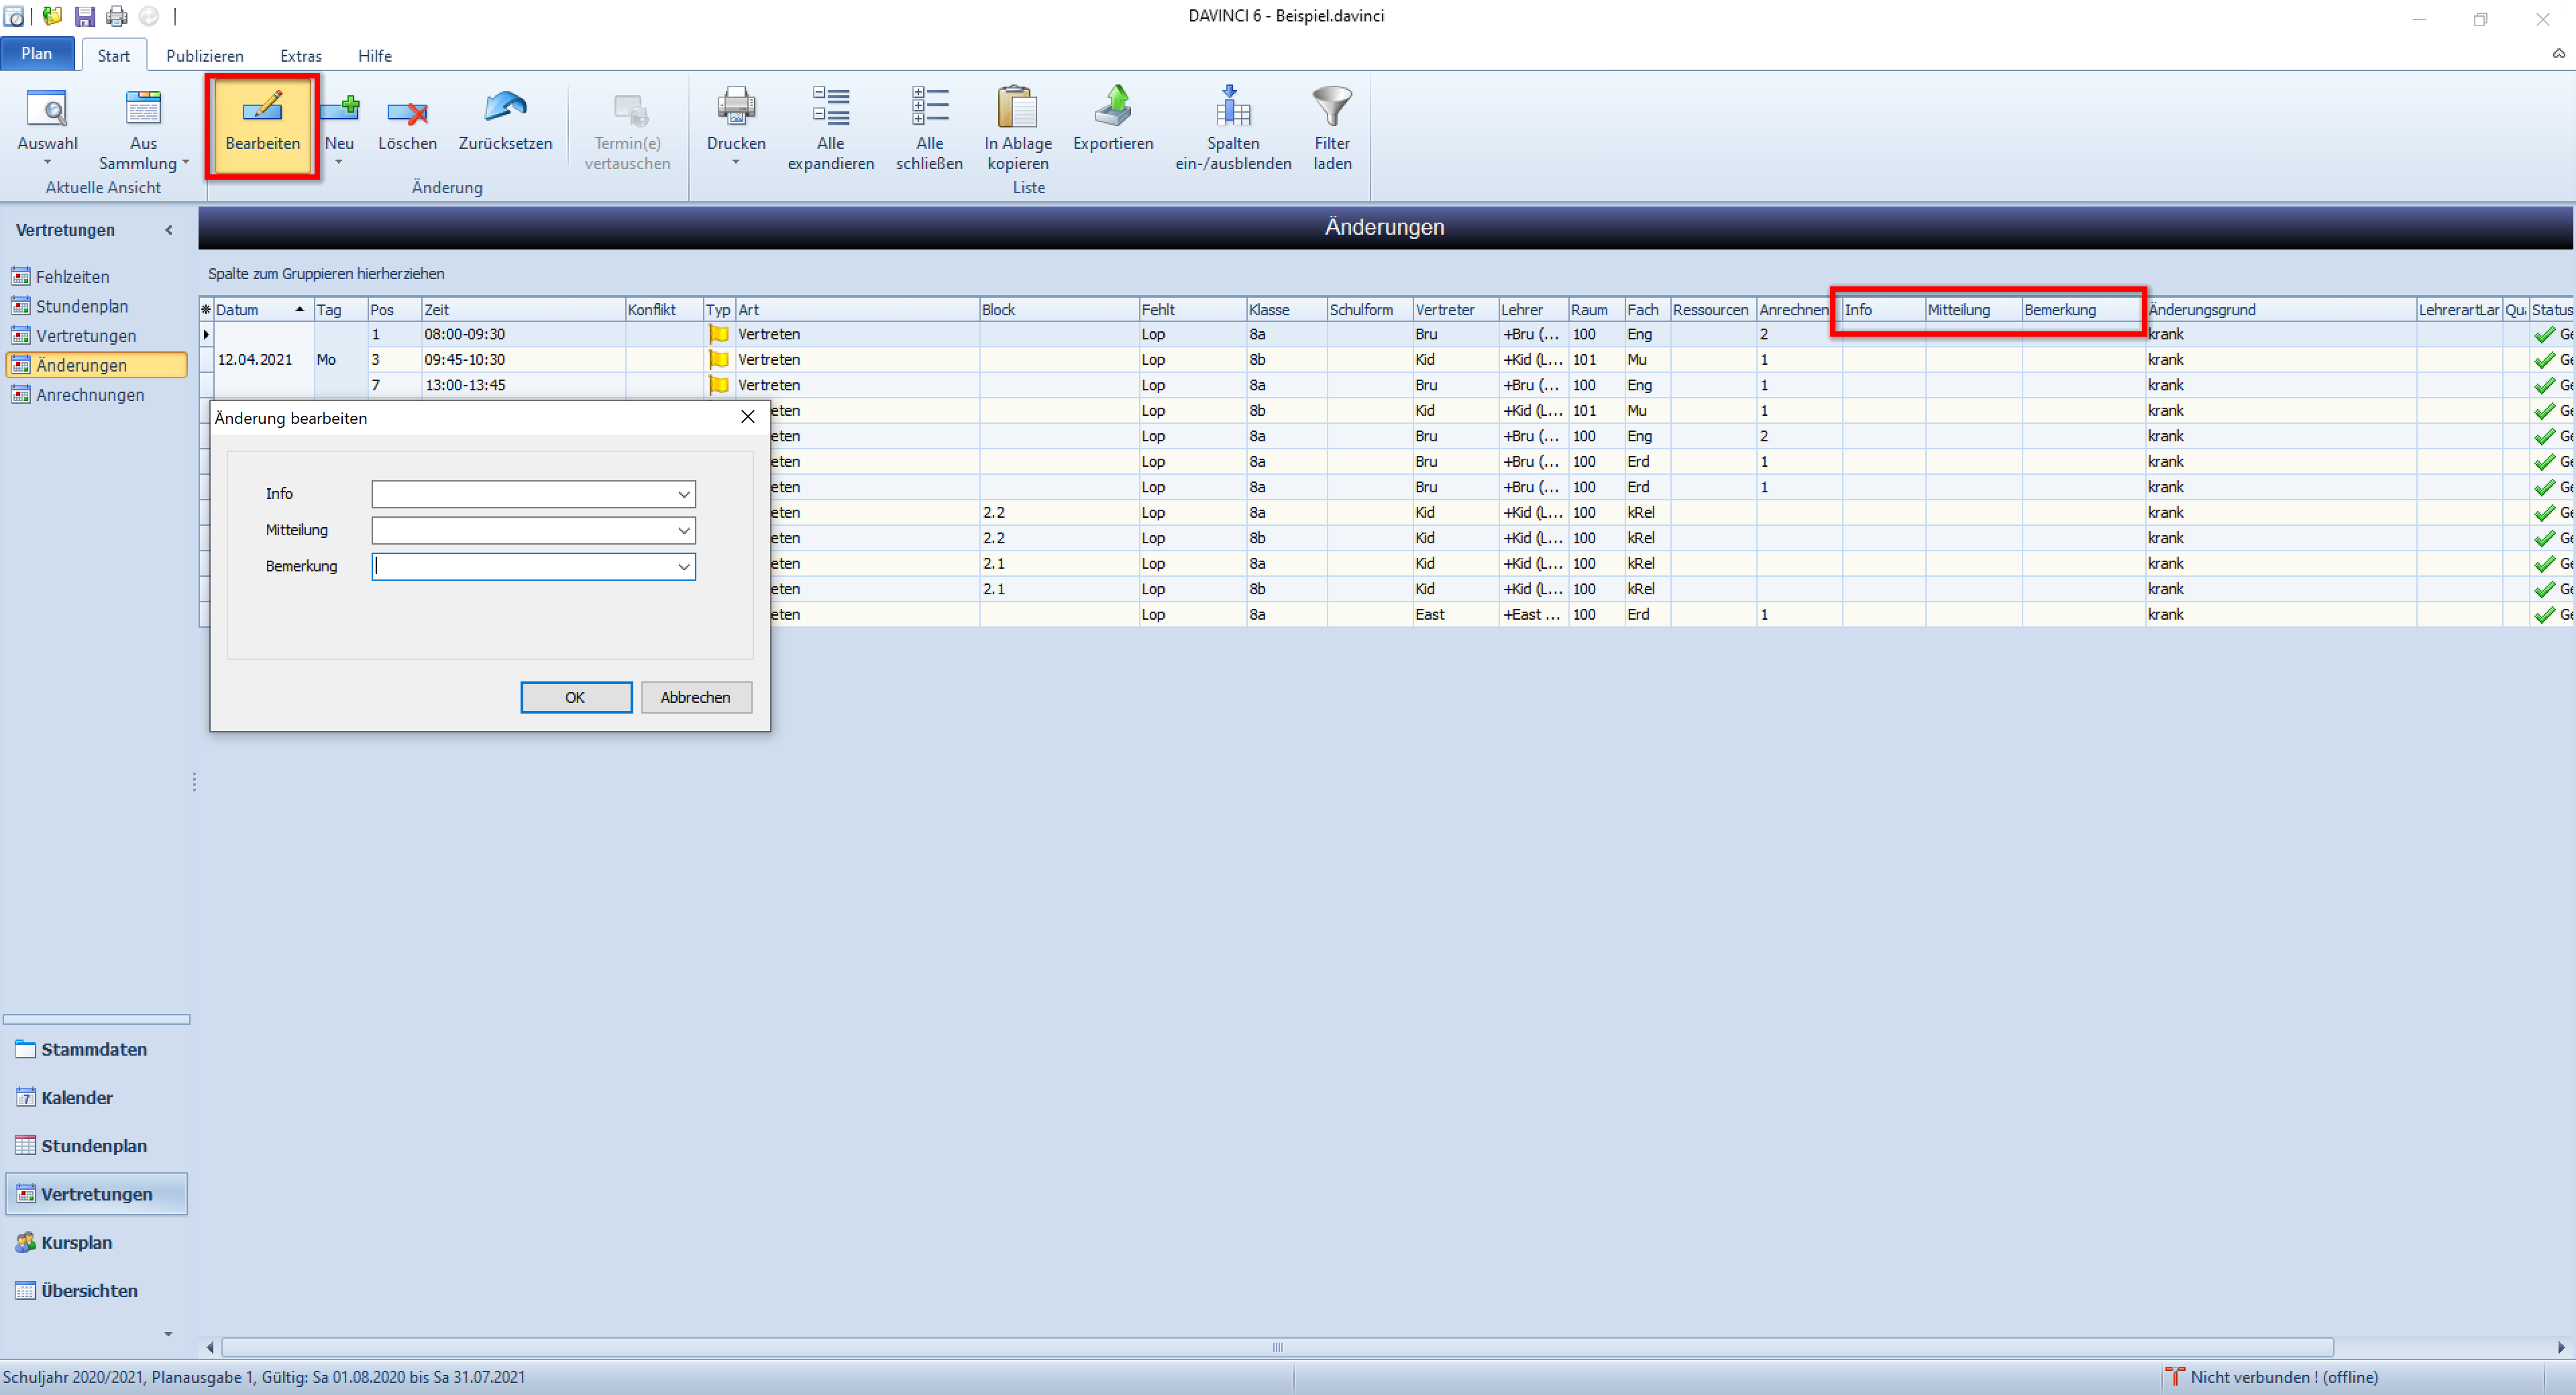 DAVINCI 6 - Beispiel.davinci
Plan Start Publizieren Extras Hilfe
Auswahl
Aus Sammlung
Bearbeiten
Neu
Löschen
Zurücksetzen
Termin(e) vertauschen
Drucken
Alle expandieren
Alle schließen
In Ablage kopieren
Exportieren
Spalten ein-/ausblenden
Filter laden
Aktuelle Ansicht Änderung Liste
Vertretungen
Fehlzeiten
Stundenplan
Vertretungen
Änderungen
Anrechnungen
Änderungen
Spalte zum Gruppieren hierherziehen
Datum Tag Pos Zeit Konflikt Typ Art Block Fehlt Klasse Schulform Vertreter Lehrer Raum Fach Ressourcen Anrechnen Info Mitteilung Bemerkung Änderungsgrund LehrerartLar Qu Status
1 08:00-09:30 Vertreten Lop 8a Bru +Bru (... 100 Eng 2 krank Ge
12.04.2021 Mo 3 09:45-10:30 Vertreten Lop 8b Kid +Kid (L... 101 Mu 1 krank Ge
7 13:00-13:45 Vertreten Lop 8a Bru +Bru (... 100 Eng 1 krank Ge
eten Lop 8b Kid +Kid (L... 101 Mu 1 krank Ge
eten Lop 8a Bru +Bru (... 100 Eng 2 krank Ge
eten Lop 8a Bru +Bru (... 100 Erd 1 krank Ge
eten Lop 8a Bru +Bru (... 100 Erd 1 krank Ge
eten 2.2 Lop 8a Kid +Kid (L... 100 kRel krank Ge
eten 2.2 Lop 8b Kid +Kid (L... 100 kRel krank Ge
eten 2.1 Lop 8a Kid +Kid (L... 100 kRel krank Ge
eten 2.1 Lop 8b Kid +Kid (L... 100 kRel krank Ge
eten Lop 8a East +East ... 100 Erd 1 krank Ge
Änderung bearbeiten
Info
Mitteilung
Bemerkung
OK Abbrechen
Stammdaten
Kalender
Stundenplan
Vertretungen
Kursplan
Übersichten
Schuljahr 2020/2021, Planausgabe 1, Gültig: Sa 01.08.2020 bis Sa 31.07.2021
Nicht verbunden ! (offline)